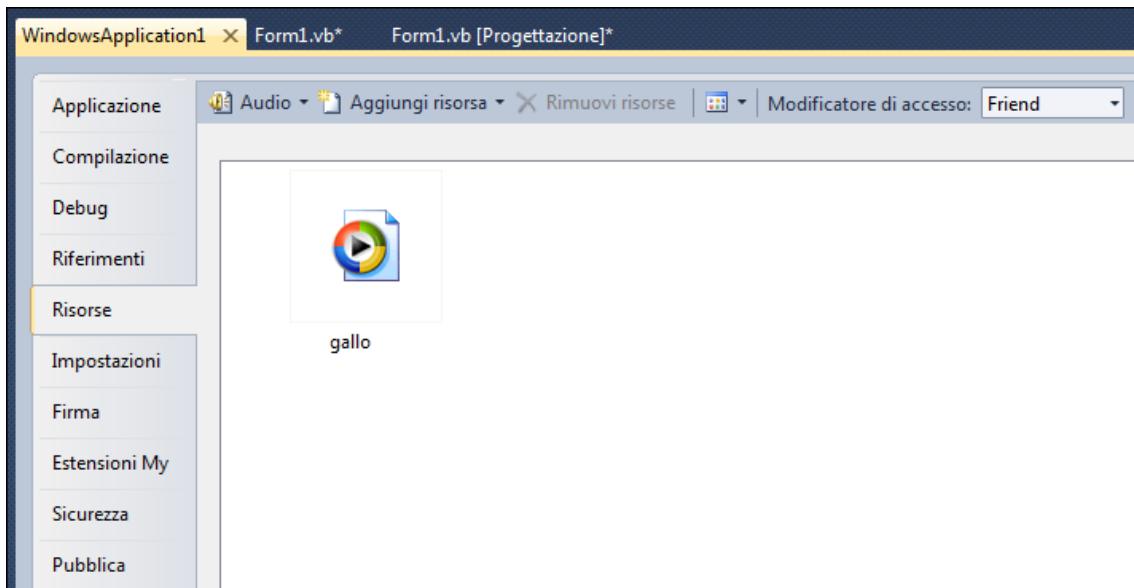 WindowsApplication1 Form1.vb* Form1.vb [Progettazione]*
Audio Aggiungi risorsa Rimuovi risorse Modificatore di accesso: Friend
Applicazione
Compilazione
Debug
Riferimenti
Risorse
Impostazioni
Firma
Estensioni My
Sicurezza
Pubblica
gallo